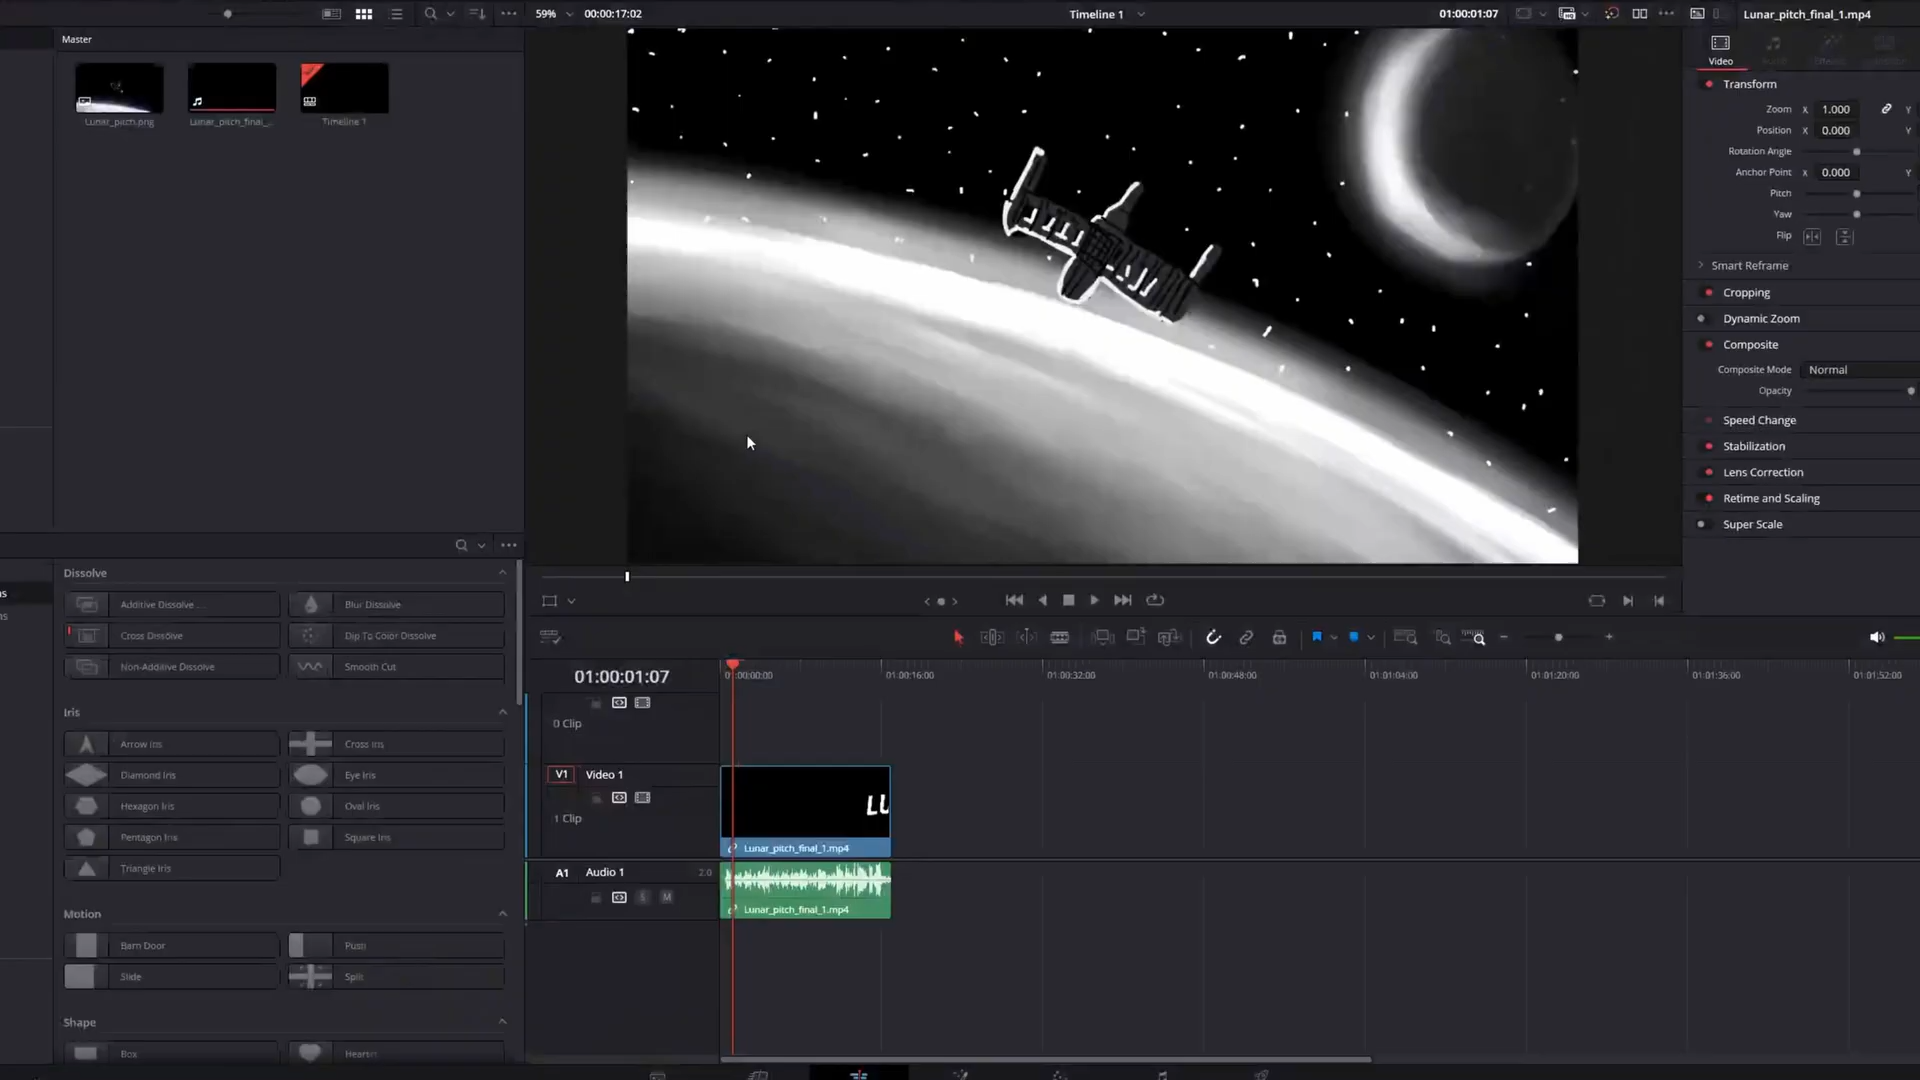 59% 00:00:17:02 Timeline 1 01:00:01:07 Lunar_pitch_final_1.mp4
Master
Lunar_pitch.png Lunar_pitch_final_... Timeline 1
Video
Transform
Zoom X 1.000 Y
Position X 0.000 Y
Rotation Angle
Anchor Point X 0.000 Y
Pitch
Yaw
Flip
Smart Reframe
Cropping
Dynamic Zoom
Composite
Composite Mode Normal
Opacity
Speed Change
Stabilization
Lens Correction
Retime and Scaling
Super Scale
Dissolve
Additive Dissolve ... Blur Dissolve
Cross Dissolve Dip To Color Dissolve
Non-Additive Dissolve Smooth Cut
Iris
Arrow Iris Cross Iris
Diamond Iris Eye Iris
Hexagon Iris Oval Iris
Pentagon Iris Square Iris
Triangle Iris
Motion
Barn Door Push
Slide Split
Shape
Box Heart
01:00:01:07
01:00:00:00 01:00:16:00 01:00:32:00 01:00:48:00 01:01:04:00 01:01:20:00 01:01:36:00 01:01:52:00
0 Clip
V1 Video 1
1 Clip
LU
Lunar_pitch_final_1.mp4
A1 Audio 1 2.0
S M
Lunar_pitch_final_1.mp4